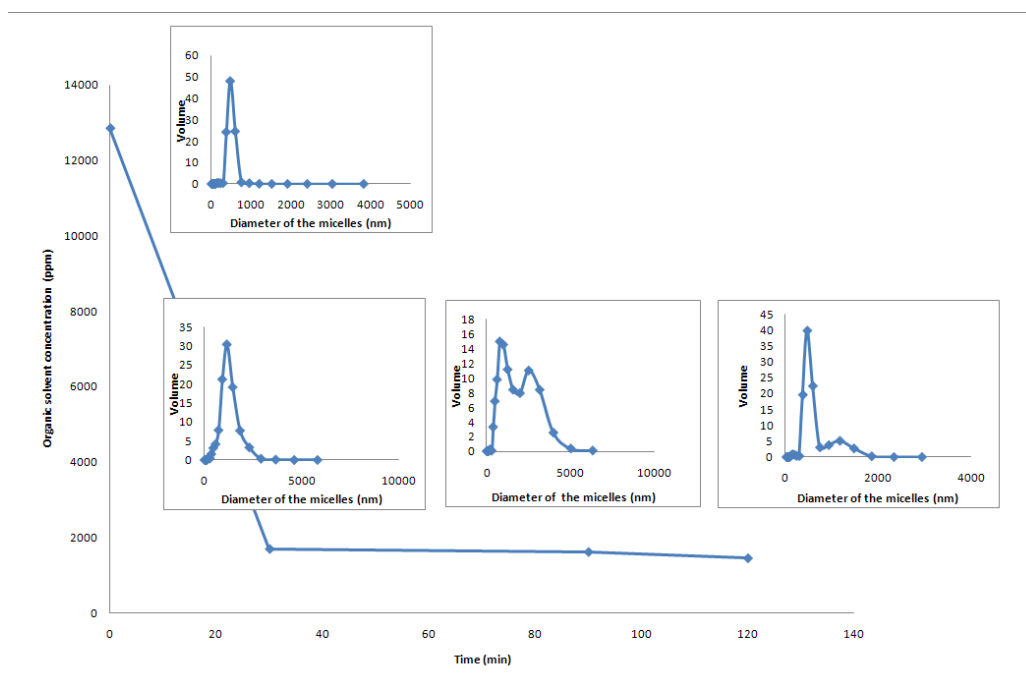 60
50
40
30
20
10
0
Volume
0 1000 2000 3000 4000 5000
Diameter of the micelles (nm)
14000
12000
10000
8000
6000
4000
2000
0
Organic solvent concentration (ppm)
35
30
25
20
15
10
5
0
Volume
0 5000 10000
Diameter of the micelles (nm)
18
16
14
12
10
8
6
4
2
0
Volume
0 5000 10000
Diameter of the micelles (nm)
45
40
35
30
25
20
15
10
5
0
Volume
0 2000 4000
Diameter of the micelles (nm)
0 20 40 60 80 100 120 140
Time (min)